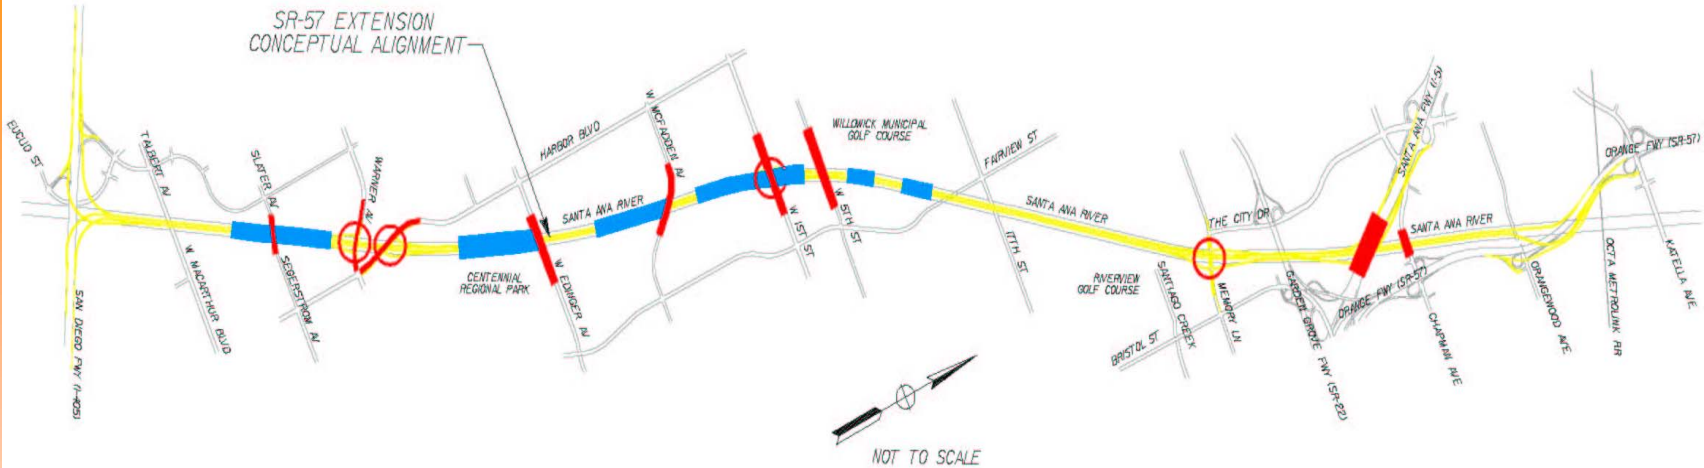 SR-57 EXTENSION
CONCEPTUAL ALIGNMENT
EUCLID ST
TALBERT AV
SLATER AV
WARNER AV
HARBOR BLVD
W MCFADDEN AV
WILLOWICK MUNICIPAL
GOLF COURSE
FAIRVIEW ST
SANTA ANA FWY (I-5)
ORANGE FWY (SR-57)
SANTA ANA RIVER
SANTA ANA RIVER
THE CITY DR
SANTA ANA RIVER
W MACARTHUR BLVD
SEGERSTROM AV
CENTENNIAL
REGIONAL PARK
W EDINGER AV
W 1ST ST
W 5TH ST
17TH ST
RIVERVIEW
GOLF COURSE
SANTIAGO CREEK
MEMORY LN
BRISTOL ST
GARDEN GROVE FWY (SR-22)
ORANGE FWY (SR-57)
CHAPMAN AVE
ORANGEWOOD AVE
OCTA METROLINK RR
KATELLA AVE
SAN DIEGO FWY (I-405)
NOT TO SCALE